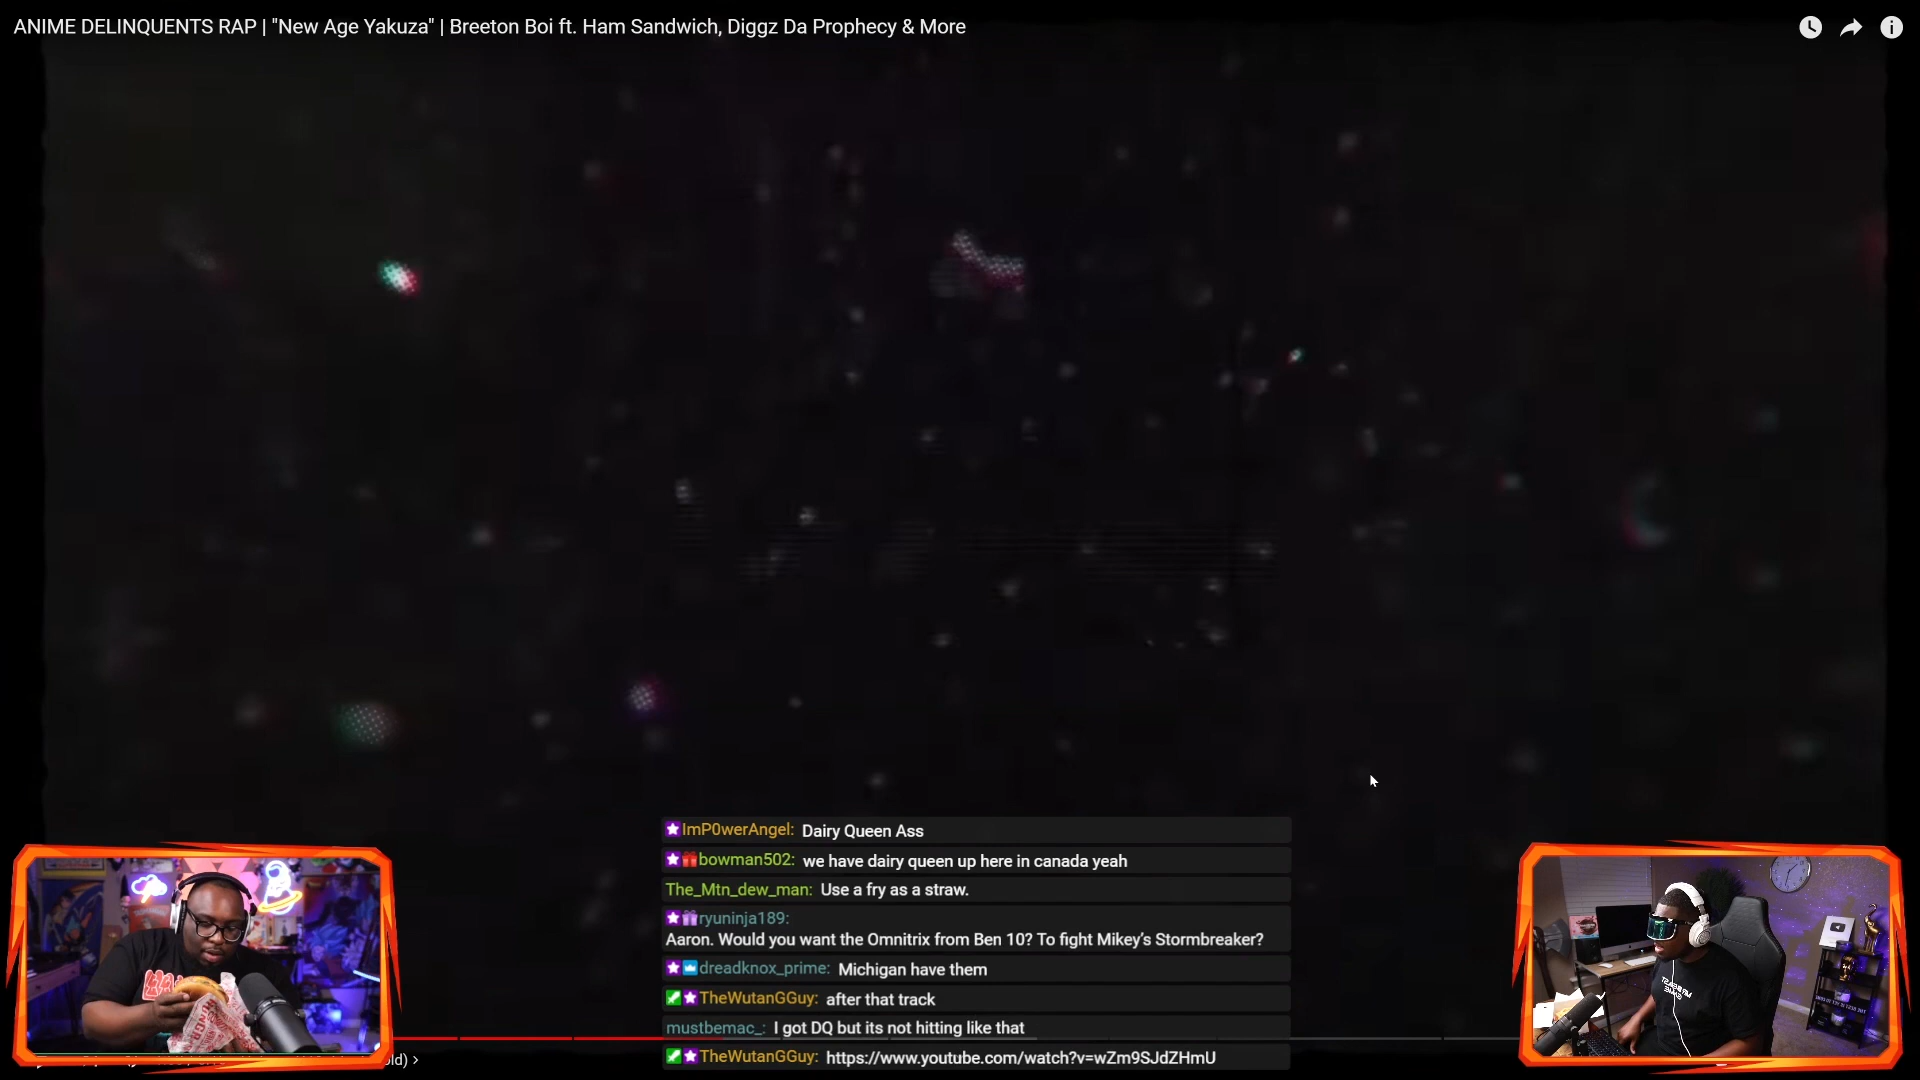 ANIME DELINQUENTS RAP | "New Age Yakuza" | Breeton Boi ft. Ham Sandwich, Diggz Da Prophecy & More
ImP0werAngel: Dairy Queen Ass
bowman502: we have dairy queen up here in canada yeah
The_Mtn_dew_man: Use a fry as a straw.
ryuninja189:
Aaron. Would you want the Omnitrix from Ben 10? To fight Mikey's Stormbreaker?
dreadknox_prime: Michigan have them
TheWutanGGuy: after that track
mustbemac_: I got DQ but its not hitting like that
TheWutanGGuy: https://www.youtube.com/watch?v=wZm9SJdZHmU